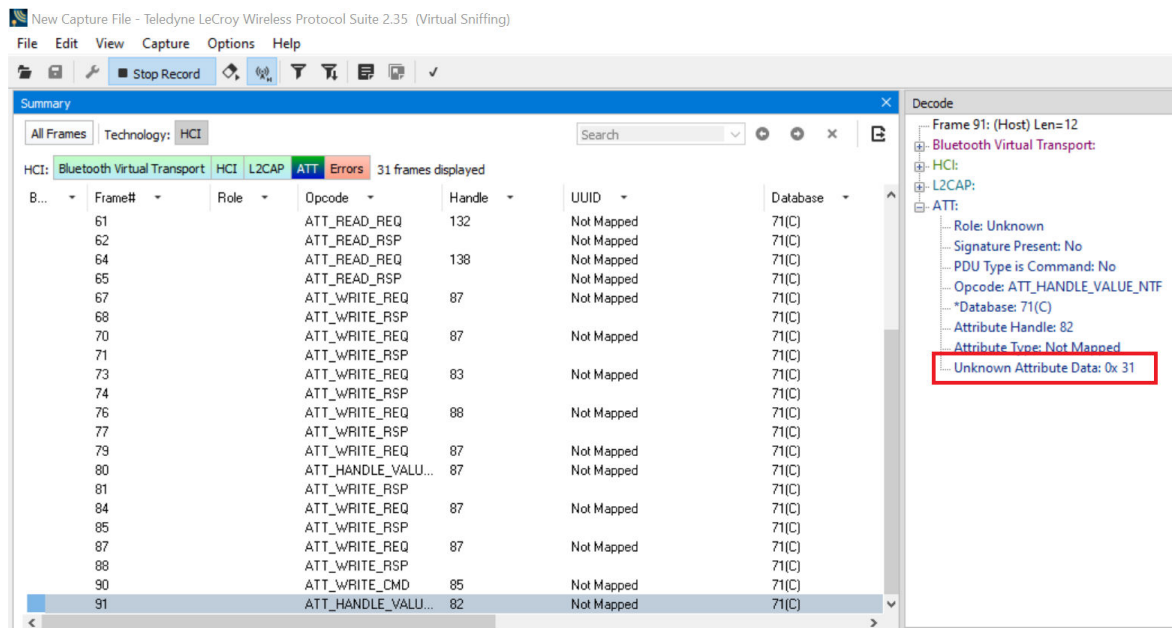 New Capture File - Teledyne LeCroy Wireless Protocol Suite 2.35 (Virtual Sniffing)
File Edit View Capture Options Help
Stop Record
Summary
All Frames Technology: HCI Search
HCI: Bluetooth Virtual Transport HCI L2CAP ATT Errors 31 frames displayed
B... Frame# Role Opcode Handle UUID Database
61 ATT_READ_REQ 132 Not Mapped 71(C)
62 ATT_READ_RSP Not Mapped 71(C)
64 ATT_READ_REQ 138 Not Mapped 71(C)
65 ATT_READ_RSP Not Mapped 71(C)
67 ATT_WRITE_REQ 87 Not Mapped 71(C)
68 ATT_WRITE_RSP 71(C)
70 ATT_WRITE_REQ 87 Not Mapped 71(C)
71 ATT_WRITE_RSP 71(C)
73 ATT_WRITE_REQ 83 Not Mapped 71(C)
74 ATT_WRITE_RSP 71(C)
76 ATT_WRITE_REQ 88 Not Mapped 71(C)
77 ATT_WRITE_RSP 71(C)
79 ATT_WRITE_REQ 87 Not Mapped 71(C)
80 ATT_HANDLE_VALU... 87 Not Mapped 71(C)
81 ATT_WRITE_RSP 71(C)
84 ATT_WRITE_REQ 87 Not Mapped 71(C)
85 ATT_WRITE_RSP 71(C)
87 ATT_WRITE_REQ 87 Not Mapped 71(C)
88 ATT_WRITE_RSP 71(C)
90 ATT_WRITE_CMD 85 Not Mapped 71(C)
91 ATT_HANDLE_VALU... 82 Not Mapped 71(C)
Decode
Frame 91: (Host) Len=12
Bluetooth Virtual Transport:
HCI:
L2CAP:
ATT:
Role: Unknown
Signature Present: No
PDU Type is Command: No
Opcode: ATT_HANDLE_VALUE_NTF
*Database: 71(C)
Attribute Handle: 82
Attribute Type: Not Mapped
Unknown Attribute Data: 0x 31